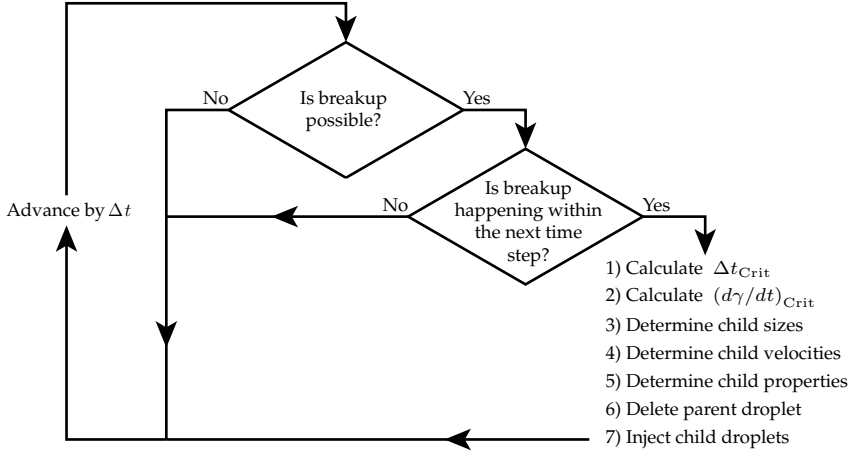 Is breakup
possible?
No
Yes
Is breakup
happening within
the next time
step?
No
Yes
Advance by Δt
1) Calculate Δt_Crit
2) Calculate (dγ/dt)_Crit
3) Determine child sizes
4) Determine child velocities
5) Determine child properties
6) Delete parent droplet
7) Inject child droplets